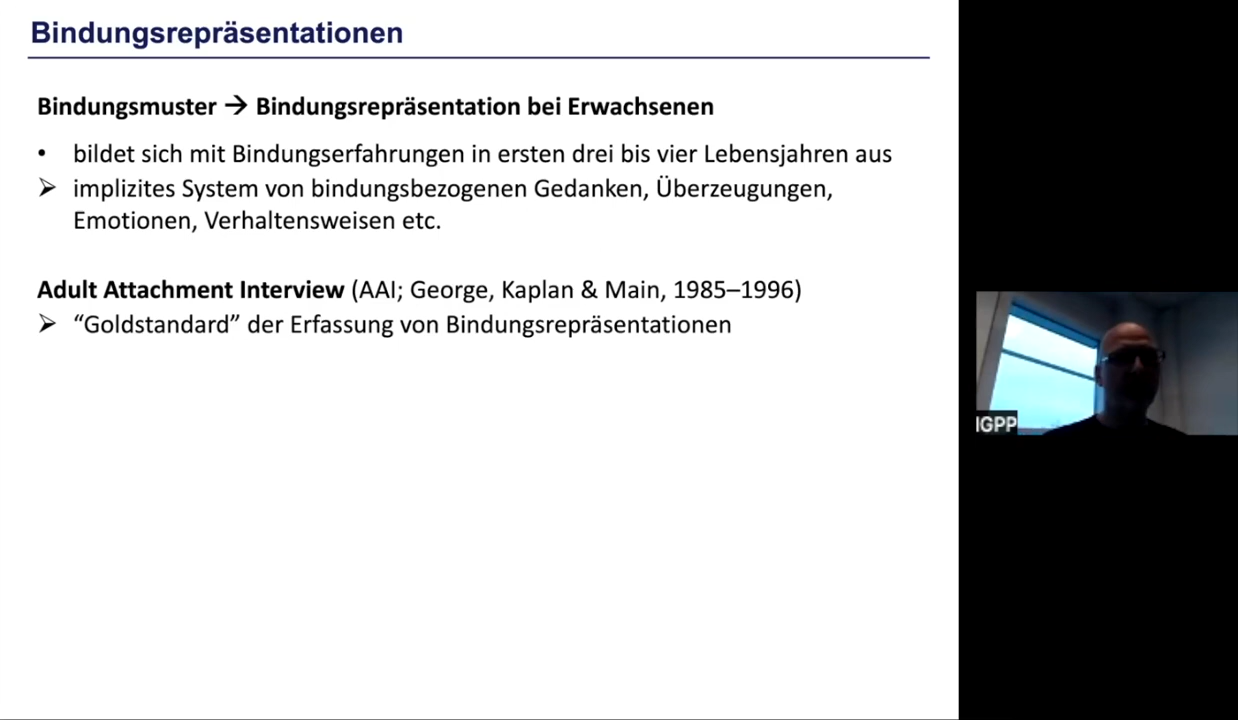 Bindungsrepräsentationen
Bindungsmuster → Bindungsrepräsentation bei Erwachsenen
• bildet sich mit Bindungserfahrungen in ersten drei bis vier Lebensjahren aus
➢ implizites System von bindungsbezogenen Gedanken, Überzeugungen,
Emotionen, Verhaltensweisen etc.
Adult Attachment Interview (AAI; George, Kaplan & Main, 1985–1996)
➢ “Goldstandard” der Erfassung von Bindungsrepräsentationen
IGPP